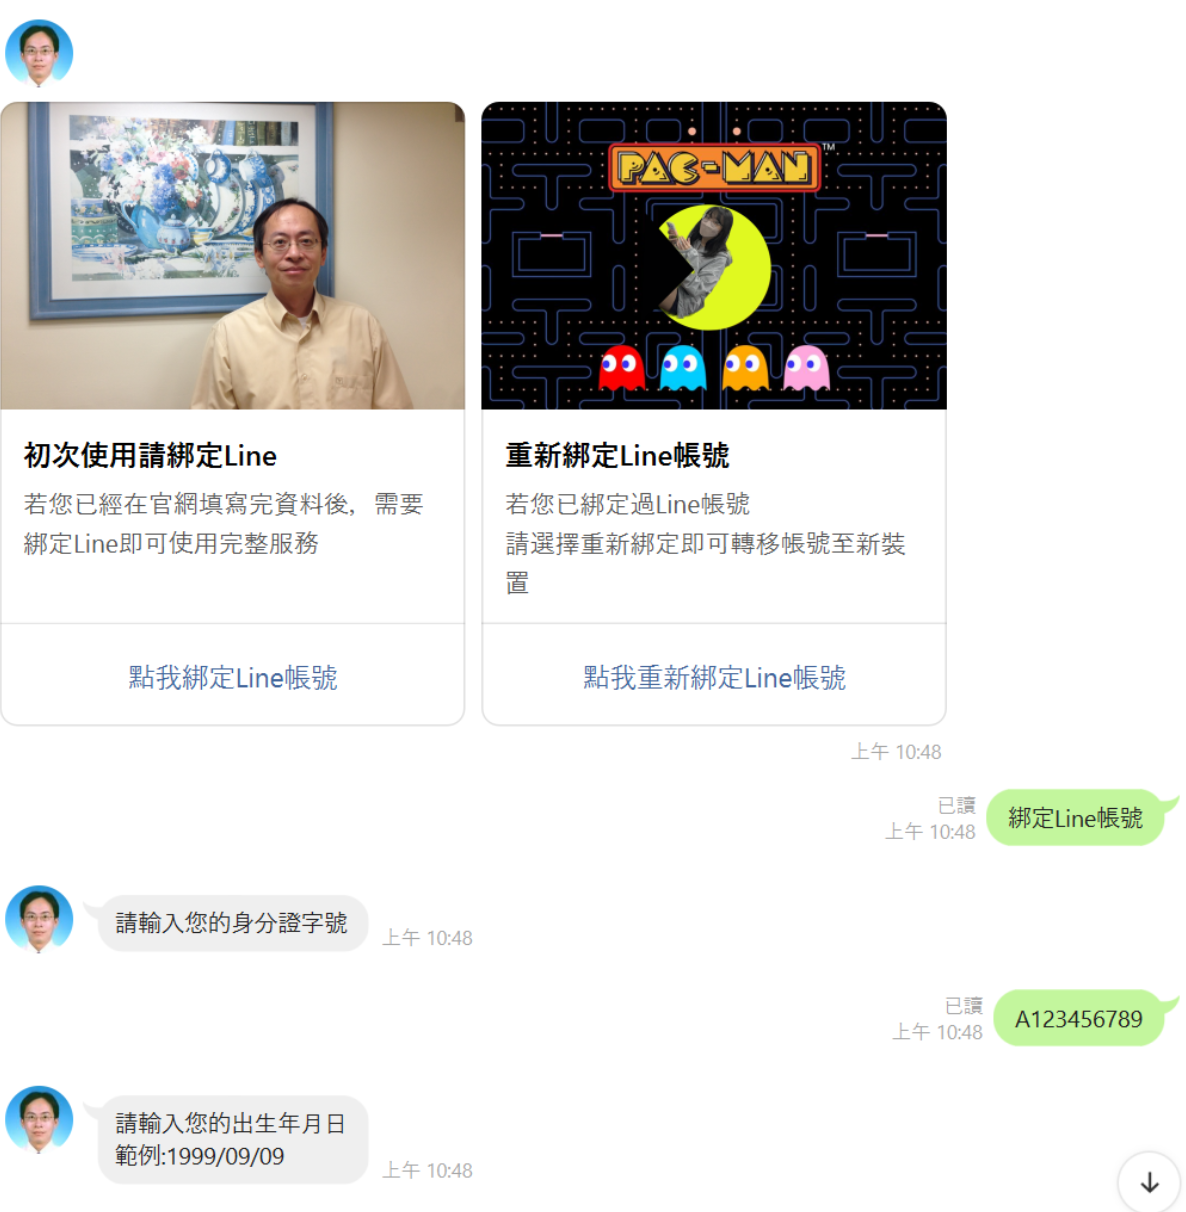 PAC-MAN™
初次使用請綁定Line
若您已經在官網填寫完資料後，需要
綁定Line即可使用完整服務
點我綁定Line帳號
重新綁定Line帳號
若您已綁定過Line帳號
請選擇重新綁定即可轉移帳號至新裝
置
點我重新綁定Line帳號
上午 10:48
已讀
上午 10:48
綁定Line帳號
請輸入您的身分證字號
上午 10:48
已讀
上午 10:48
A123456789
請輸入您的出生年月日
範例:1999/09/09
上午 10:48